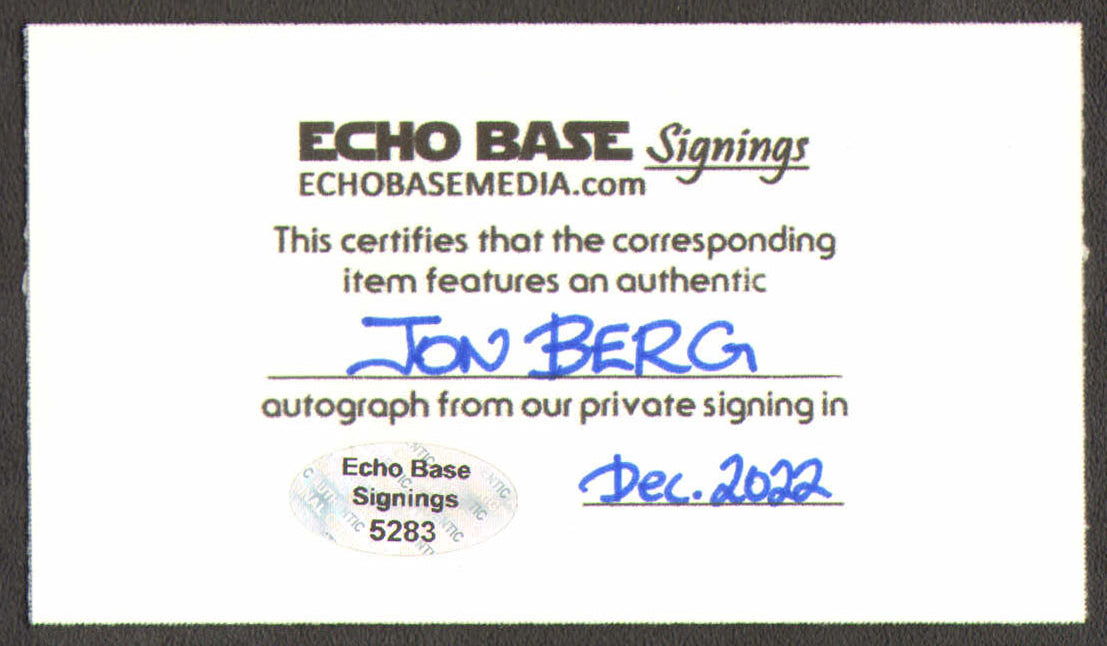 ECHO BASE Signings
ECHOBASEMEDIA.com
This certifies that the corresponding
item features an authentic
JON BERG
autograph from our private signing in
Dec. 2022
Echo Base
Signings
5283